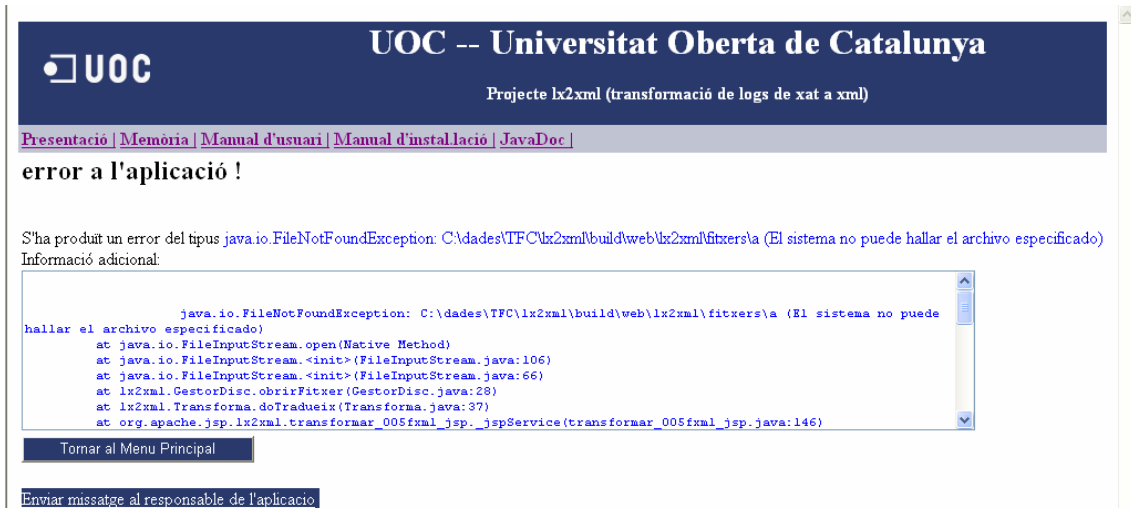 UOC -- Universitat Oberta de Catalunya
UOC
Projecte lx2xml (transformació de logs de xat a xml)
Presentació | Memòria | Manual d'usuari | Manual d'instal.lació | JavaDoc |
error a l'aplicació !
S'ha produït un error del tipus java.io.FileNotFoundException: C:\dades\TFC\lx2xml\build\web\lx2xml\fitxers\a (El sistema no puede hallar el archivo especificado)
Informació adicional:
java.io.FileNotFoundException: C:\dades\TFC\lx2xml\build\web\lx2xml\fitxers\a (El sistema no puede
hallar el archivo especificado)
at java.io.FileInputStream.open(Native Method)
at java.io.FileInputStream.<init>(FileInputStream.java:106)
at java.io.FileInputStream.<init>(FileInputStream.java:66)
at lx2xml.GestorDisc.obrirFitxer(GestorDisc.java:28)
at lx2xml.Transforma.doTradueix(Transforma.java:37)
at org.apache.jsp.lx2xml.transformar_005fxml_jsp._jspService(transformar_005fxml_jsp.java:146)
Tornar al Menu Principal
Enviar missatge al responsable de l'aplicacio